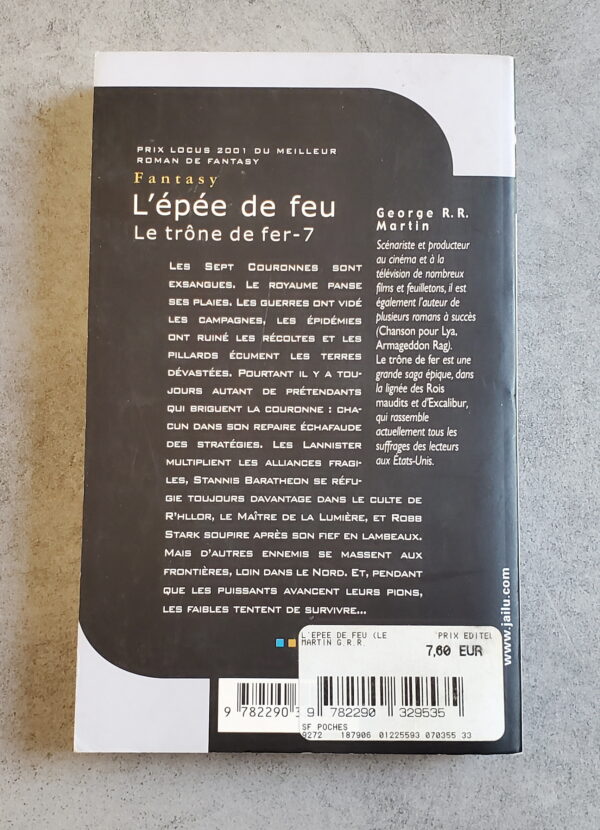 PRIX LOCUS 2001 DU MEILLEUR
ROMAN DE FANTASY
Fantasy
L'épée de feu
Le trône de fer-7
LES SEPT COURONNES SONT
EXSANGUES. LE ROYAUME PANSE
SES PLAIES. LES GUERRES ONT VIDÉ
LES CAMPAGNES, LES ÉPIDÉMIES
ONT RUINÉ LES RÉCOLTES ET LES
PILLARDS ÉCUMENT LES TERRES
DÉVASTÉES. POURTANT IL Y A TOU-
JOURS AUTANT DE PRÉTENDANTS
QUI BRIGUENT LA COURONNE : CHA-
CUN DANS SON REPAIRE ÉCHAFAUDE
DES STRATÉGIES. LES LANNISTER
MULTIPLIENT LES ALLIANCES FRAGI-
LES, STANNIS BARATHEON SE RÉFU-
GIE TOUJOURS DAVANTAGE DANS LE CULTE DE
R'HLLOR, LE MAÎTRE DE LA LUMIÈRE, ET ROBB
STARK SOUPIRE APRÈS SON FIEF EN LAMBEAUX.
MAIS D'AUTRES ENNEMIS SE MASSENT AUX
FRONTIÈRES, LOIN DANS LE NORD. ET, PENDANT
QUE LES PUISSANTS AVANCENT LEURS PIONS,
LES FAIBLES TENTENT DE SURVIVRE...
George R.R.
Martin
Scénariste et producteur
au cinéma et à la
télévision de nombreux
films et feuilletons, il est
également l'auteur de
plusieurs romans à succès
(Chanson pour Lya,
Armageddon Rag).
Le trône de fer est une
grande saga épique, dans
la lignée des Rois
maudits et d'Excalibur,
qui rassemble
actuellement tous les
suffrages des lecteurs
aux États-Unis.
www.jailu.com
L'EPEE DE FEU (LE PRIX EDITEU
MARTIN G.R.R. 7,60 EUR
9 782290 3
9 782290 329535
SF POCHES
9272 187906 01225593 070355 33